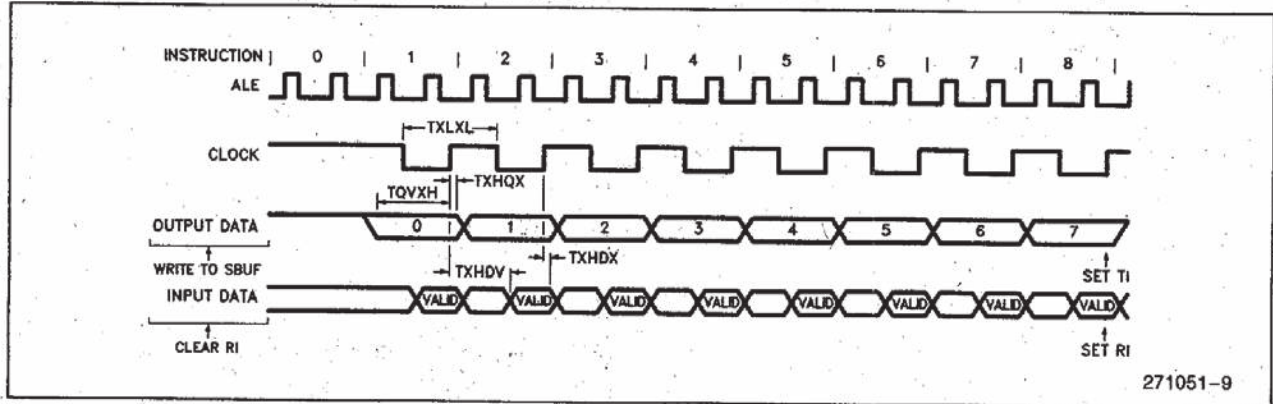 INSTRUCTION | 0 | 1 | 2 | 3 | 4 | 5 | 6 | 7 | 8 |
ALE
TXLXL
CLOCK
TQVXH
TXHQX
OUTPUT DATA
0 1 2 3 4 5 6 7
WRITE TO SBUF
TXHDV
TXHDX
SET TI
INPUT DATA
VALID VALID VALID VALID VALID VALID VALID VALID
CLEAR RI
SET RI
271051-9